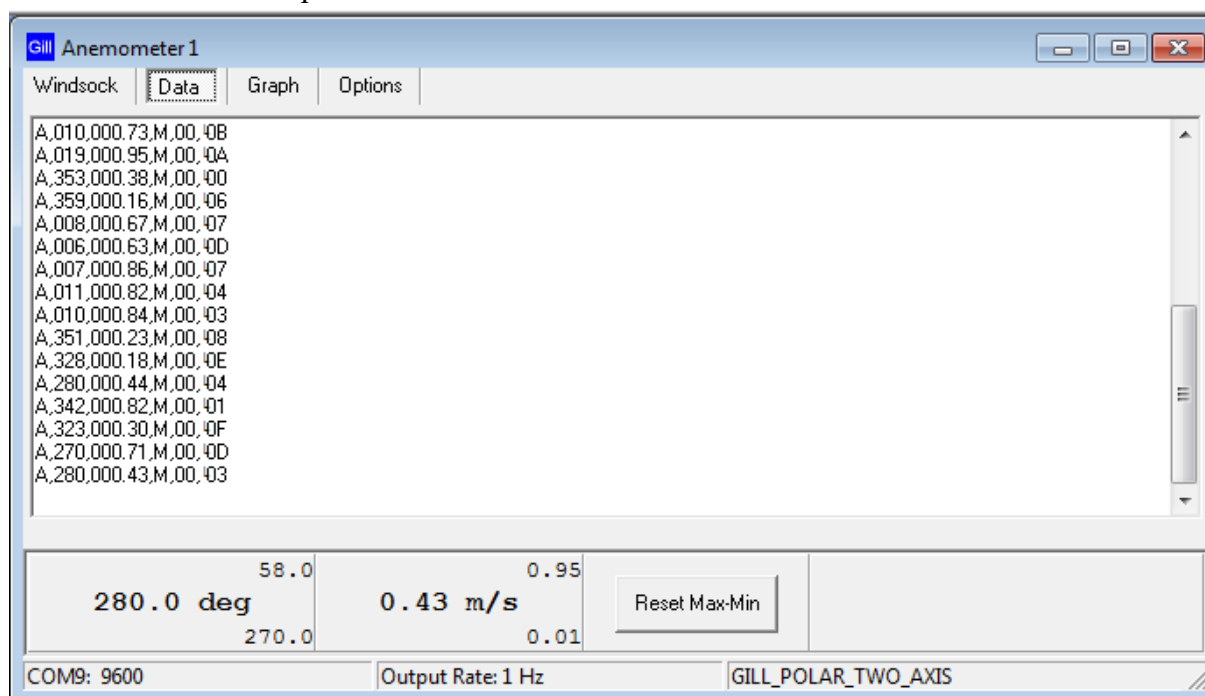 Gill Anemometer 1
Windsock Data Graph Options
A,010,000.73,M,00,0B
A,019,000.95,M,00,0A
A,353,000.38,M,00,00
A,359,000.16,M,00,06
A,008,000.67,M,00,07
A,006,000.63,M,00,0D
A,007,000.86,M,00,07
A,011,000.82,M,00,04
A,010,000.84,M,00,03
A,351,000.23,M,00,08
A,328,000.18,M,00,0E
A,280,000.44,M,00,04
A,342,000.82,M,00,01
A,323,000.30,M,00,0F
A,270,000.71,M,00,0D
A,280,000.43,M,00,03
58.0 0.95
280.0 deg 0.43 m/s Reset Max-Min
270.0 0.01
COM9: 9600 Output Rate: 1 Hz GILL_POLAR_TWO_AXIS